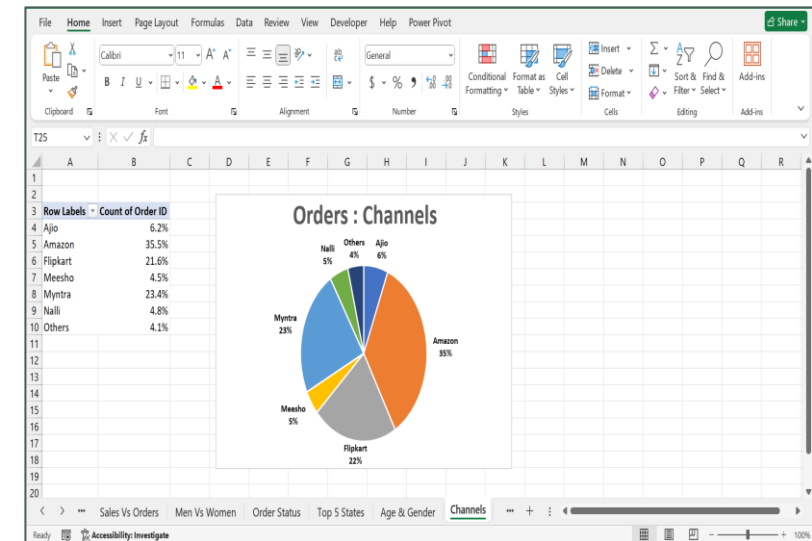 File Home Insert Page Layout Formulas Data Review View Developer Help Power Pivot Share
Paste
Clipboard
Calibri 11 A^ A˅
B I U A
Font
Alignment
General
$ % 9
Number
Conditional Formatting
Format as Table
Cell Styles
Styles
Insert
Delete
Format
Cells
Sort & Filter
Find & Select
Editing
Add-ins
Add-ins
T25 fx
A B C D E F G H I J K L M N O P Q R
1
2
3 Row Labels Count of Order ID
4 Ajio 6.2%
5 Amazon 35.5%
6 Flipkart 21.6%
7 Meesho 4.5%
8 Myntra 23.4%
9 Nalli 4.8%
10 Others 4.1%
11
12
13
14
15
16
17
18
19
20
Orders : Channels
Nalli
5%
Others
4%
Ajio
6%
Myntra
23%
Amazon
35%
Meesho
5%
Flipkart
22%
... Sales Vs Orders Men Vs Women Order Status Top 5 States Age & Gender Channels ... +
Ready Accessibility: Investigate 100%